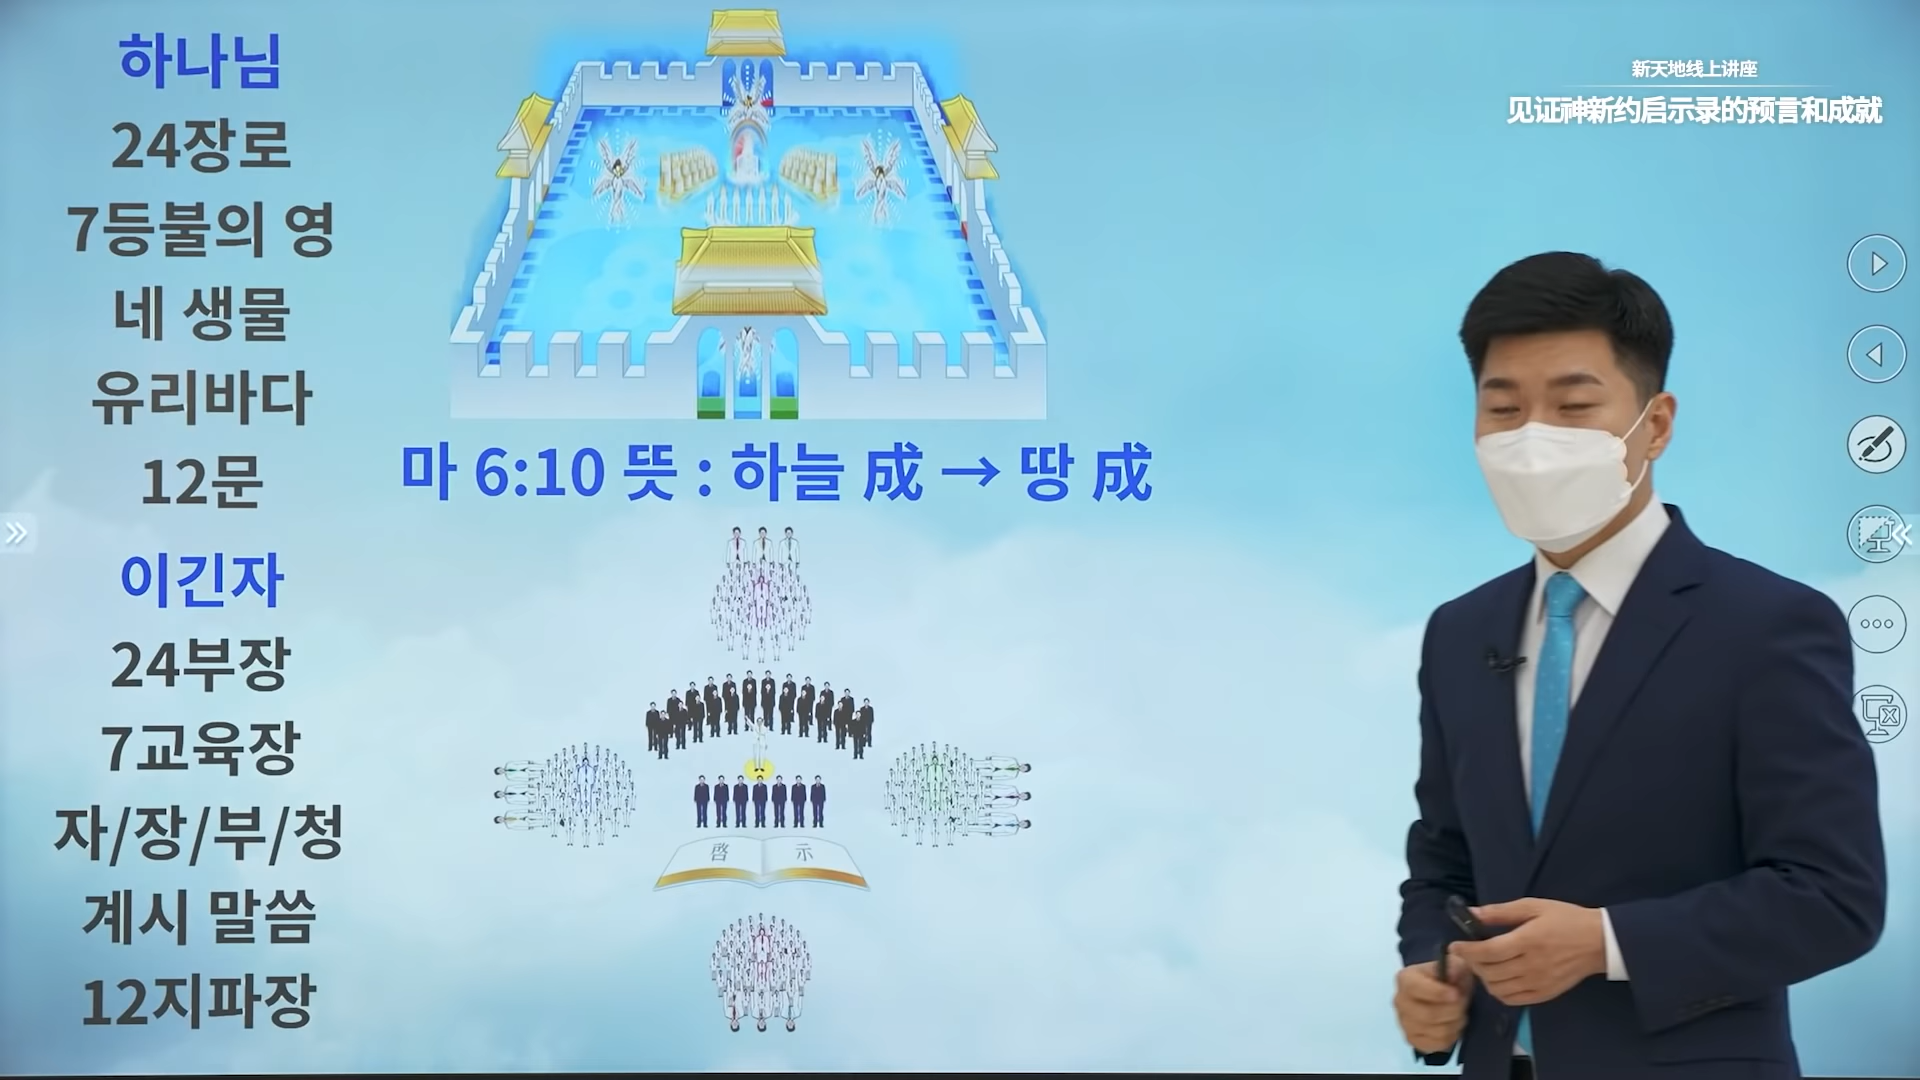 하나님
24장로
7등불의 영
네 생물
유리바다
12문
이긴자
24부장
7교육장
자/장/부/청
계시 말씀
12지파장
마 6:10 뜻 : 하늘 成 → 땅 成
啓 示
新天地线上讲座
见证神新约启示录的预言和成就